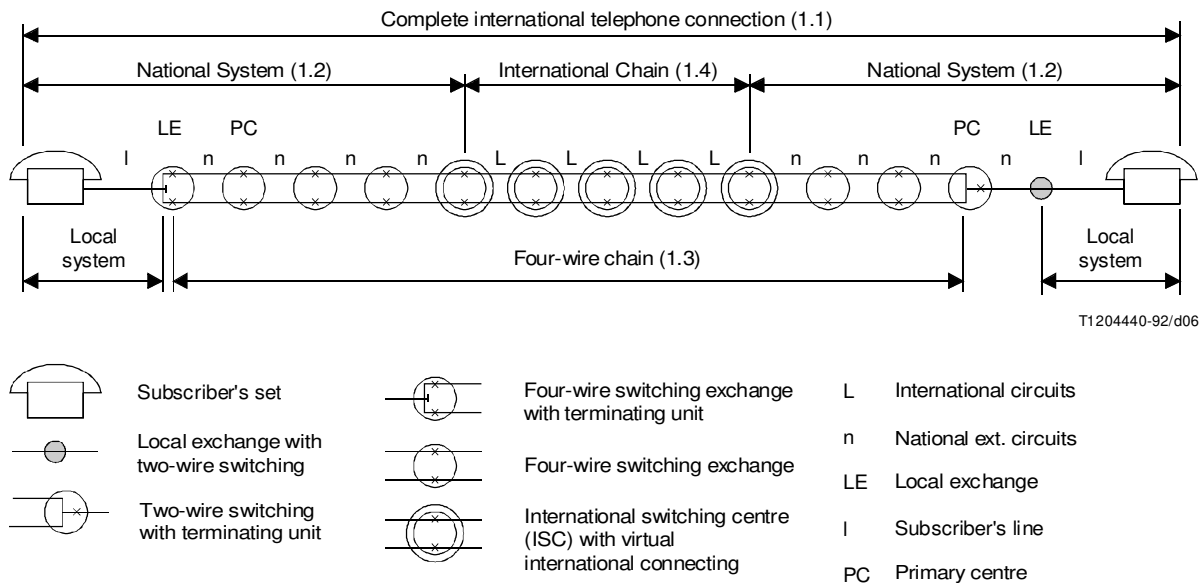 Complete international telephone connection (1.1)
National System (1.2)
International Chain (1.4)
National System (1.2)
LE
PC
PC
LE
l
n
n
n
n
L
L
L
L
n
n
n
n
l
Local
system
Four-wire chain (1.3)
Local
system
T1204440-92/d06
Subscriber's set
Local exchange with
two-wire switching
Two-wire switching
with terminating unit
Four-wire switching exchange
with terminating unit
Four-wire switching exchange
International switching centre
(ISC) with virtual
international connecting
L International circuits
n National ext. circuits
LE Local exchange
l Subscriber's line
PC Primary centre